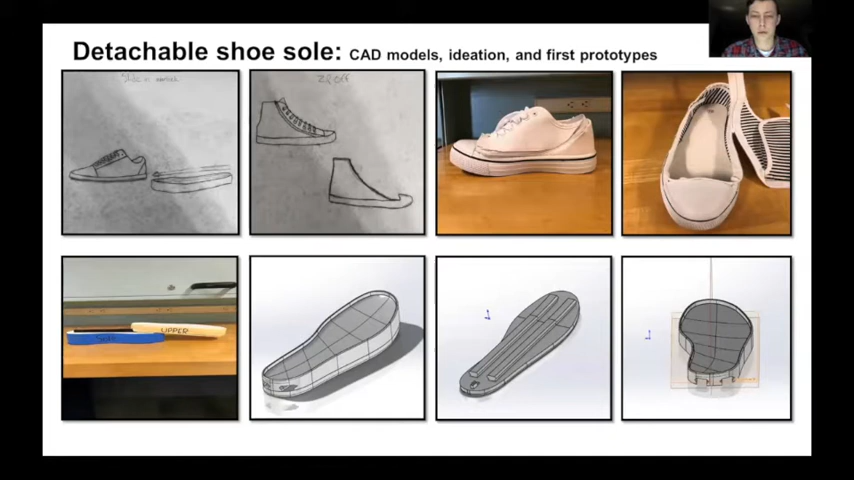 Detachable shoe sole: CAD models, ideation, and first prototypes
UPPER